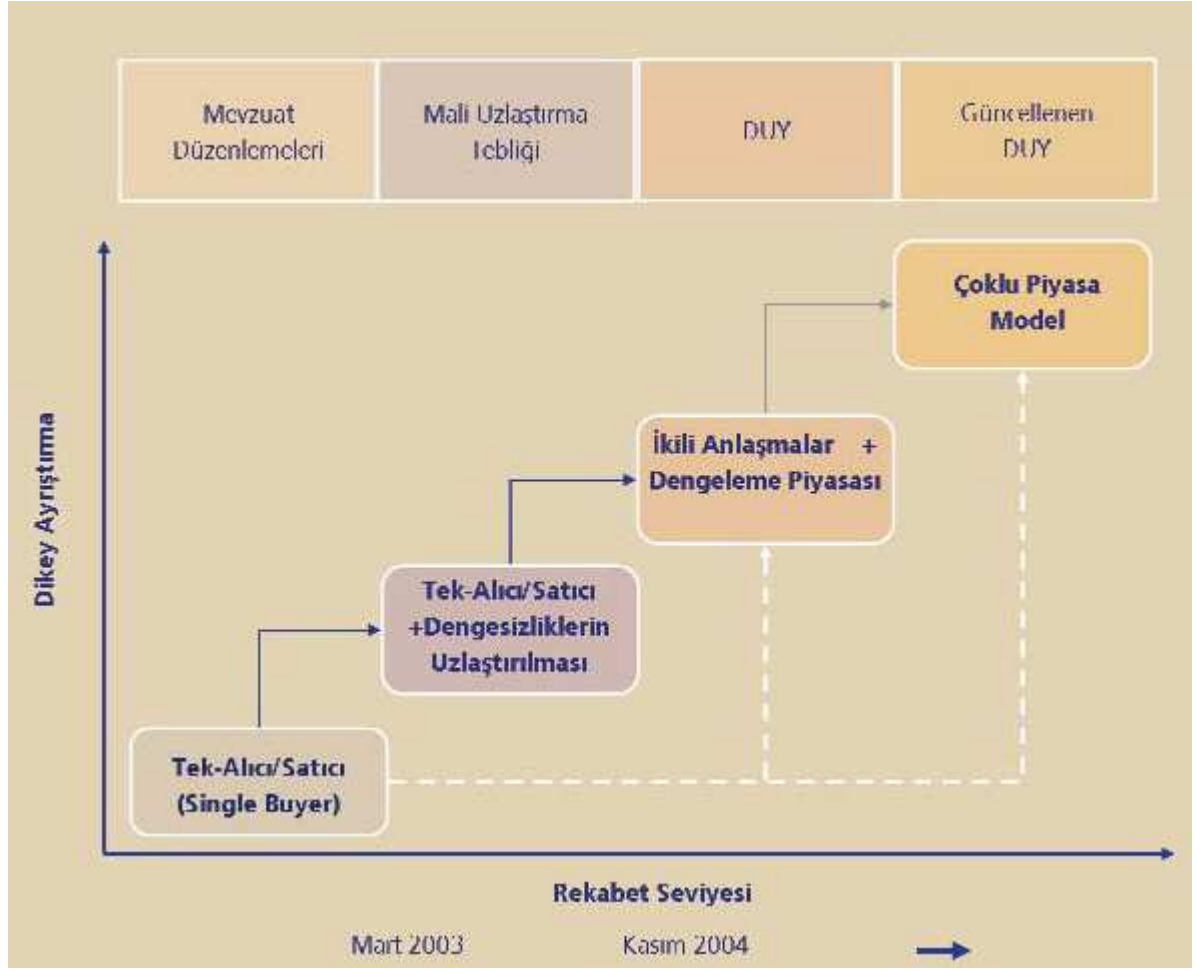 Mevzuat
Düzenlemeleri
Mali Uzlaştırma
Tebliği
DUY
Güncellenen
DUY
Çoklu Piyasa
Model
İkili Anlaşmalar +
Dengeleme Piyasası
Tek-Alıcı/Satıcı
+Dengesizliklerin
Uzlaştırılması
Tek-Alıcı/Satıcı
(Single Buyer)
Dikey Ayrıştırma
Rekabet Seviyesi
Mart 2003
Kasım 2004